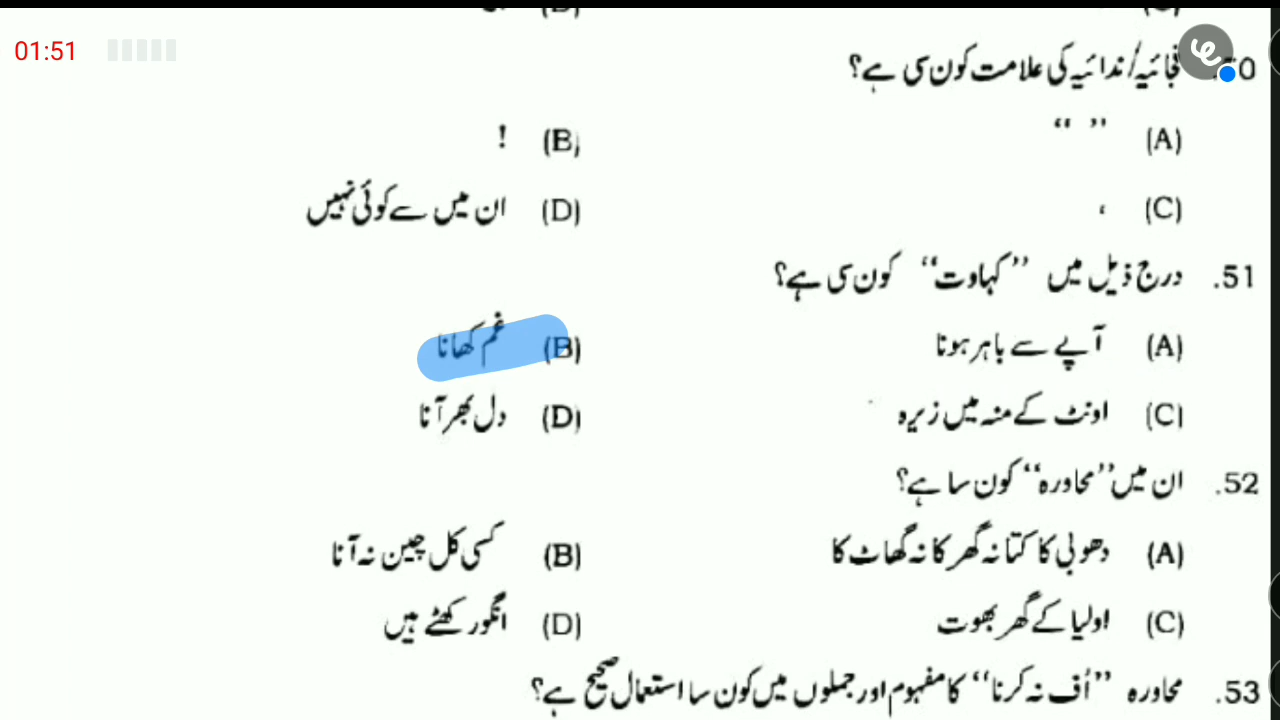 01:51
50. فجائیہ/ندائیہ کی علامت کون سی ہے؟
(A) " " (B) !
(C) ، (D) ان میں سے کوئی نہیں
51. درج ذیل میں "کہاوت" کون سی ہے؟
(A) آپے سے باہر ہونا (B) غم کھانا
(C) اونٹ کے منہ میں زیرہ (D) دل بھر آنا
52. ان میں "محاورہ" کون سا ہے؟
(A) دھوبی کا کتا نہ گھر کا نہ گھاٹ کا (B) کسی کل چین نہ آنا
(C) اولیا کے گھر بھوت (D) انگور کھٹے ہیں
53. محاورہ "اُف نہ کرنا" کا مفہوم اور جملوں میں کون سا استعمال صحیح ہے؟